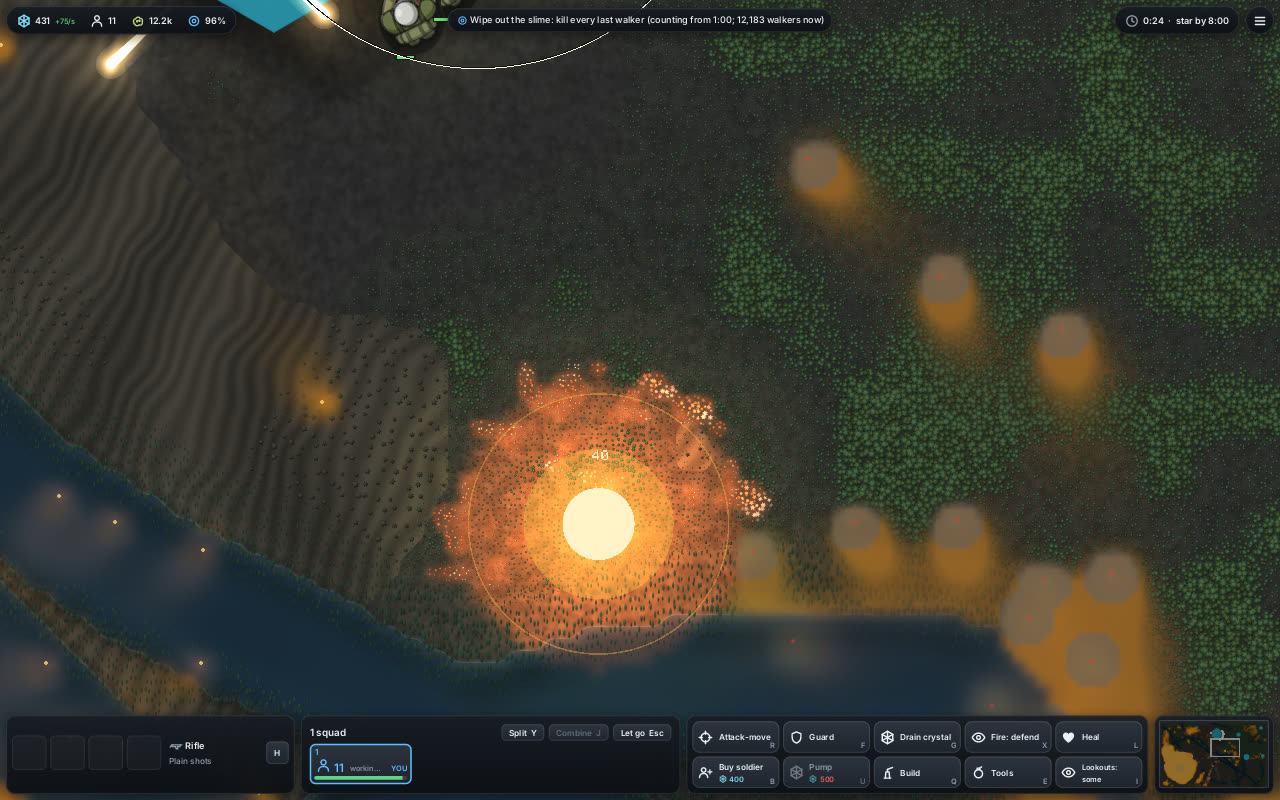 431 +75/s 11 12.2k 96%
Wipe out the slime: kill every last walker (counting from 1:00; 12,183 walkers now)
0:24 · star by 8:00
40
Rifle
Plain shots
H
1 squad
Split Y
Combine J
Let go Esc
1
11 workin... YOU
Attack-move R
Guard F
Drain crystal G
Fire: defend X
Heal L
Buy soldier
400 B
Pump
500 U
Build Q
Tools E
Lookouts:
some I